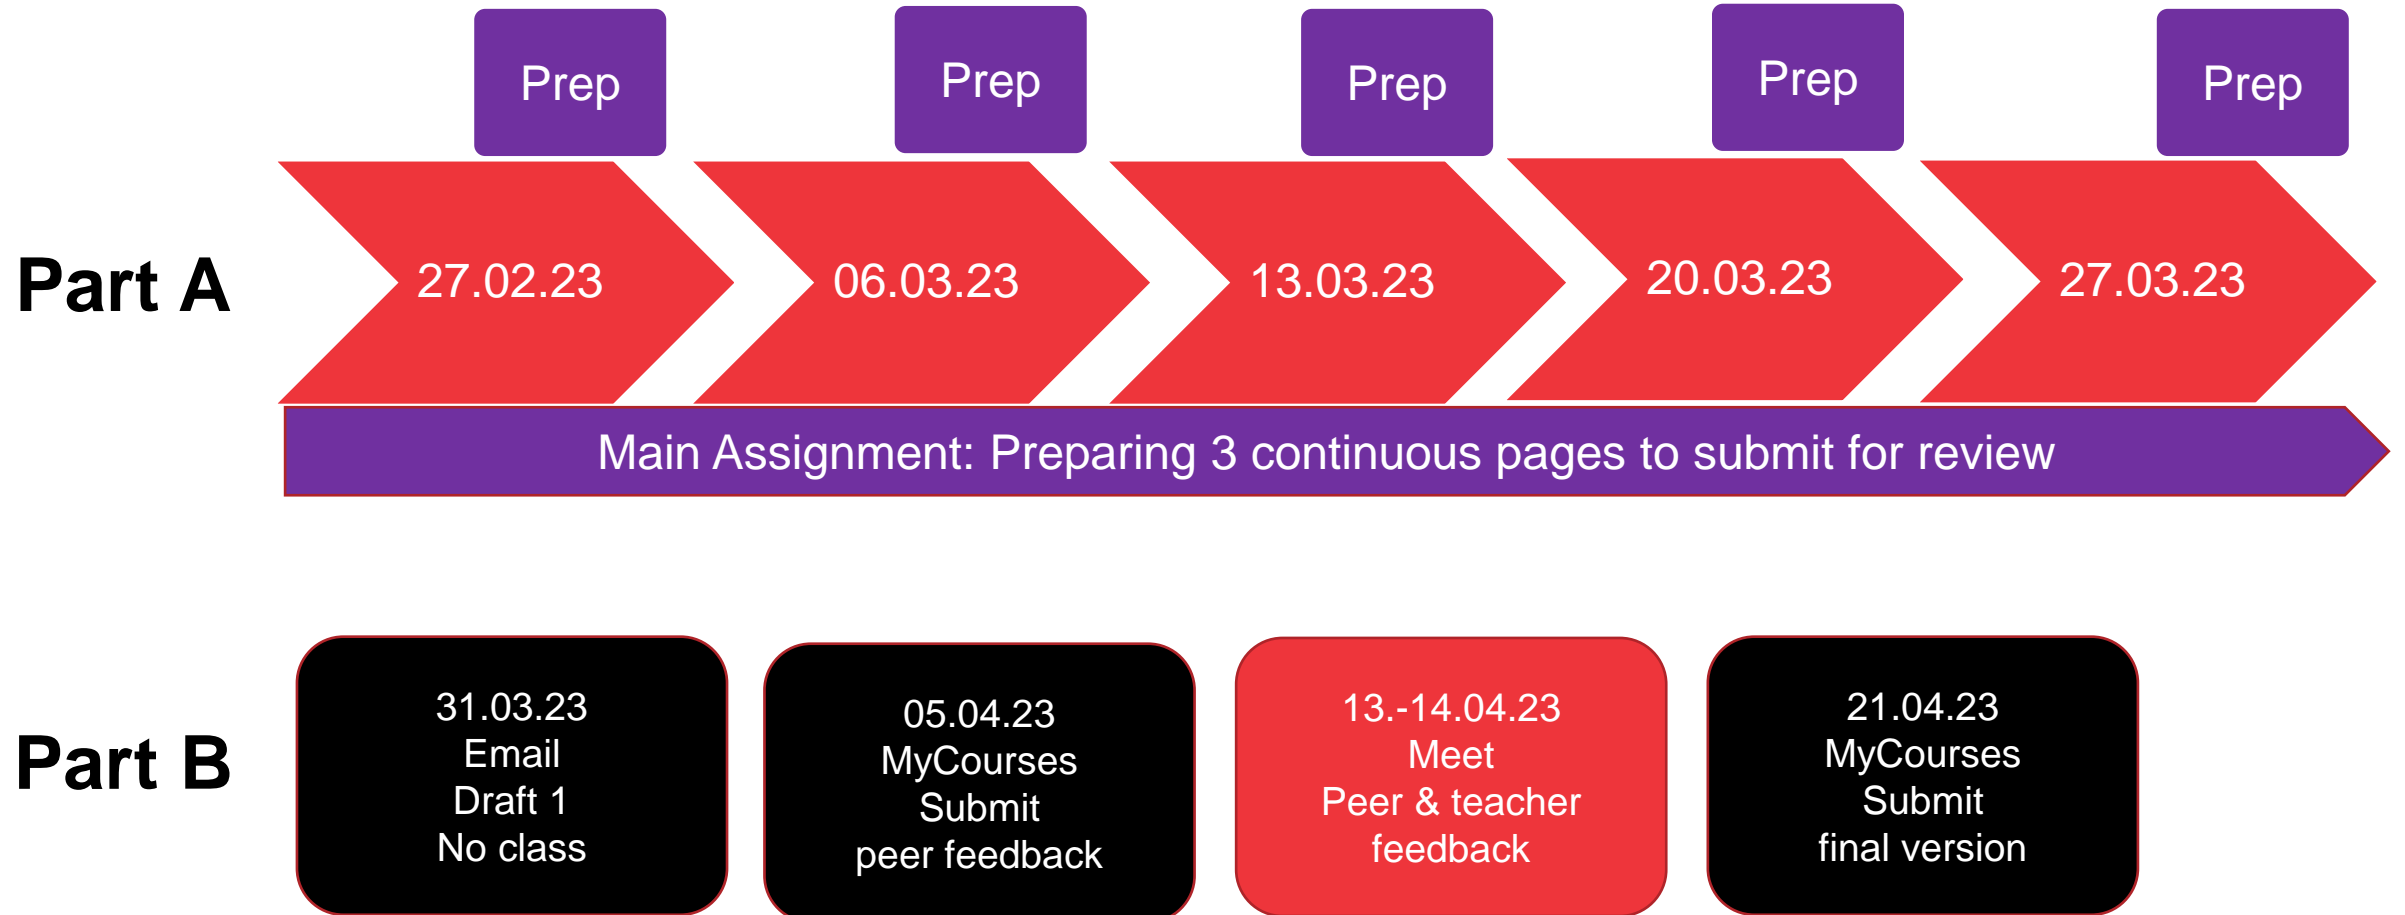 Prep
Prep
Prep
Prep
Prep
Part A
27.02.23
06.03.23
13.03.23
20.03.23
27.03.23
Main Assignment: Preparing 3 continuous pages to submit for review
Part B
31.03.23
Email
Draft 1
No class
05.04.23
MyCourses
Submit
peer feedback
13.-14.04.23
Meet
Peer & teacher
feedback
21.04.23
MyCourses
Submit
final version